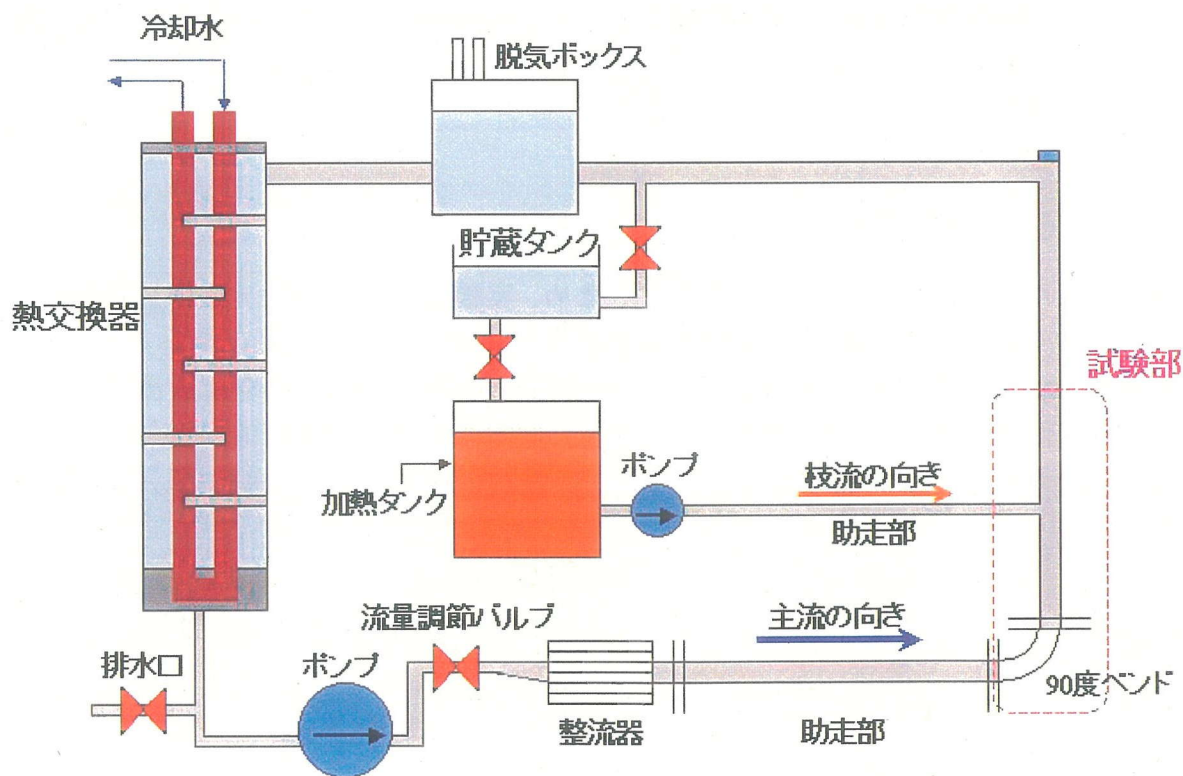 冷却水
脱気ボックス
貯蔵タンク
熱交換器
試験部
加熱タンク
ポンプ
枝流の向き
助走部
流量調節バルブ
主流の向き
排水口
ポンプ
整流器
助走部
90度ベンド